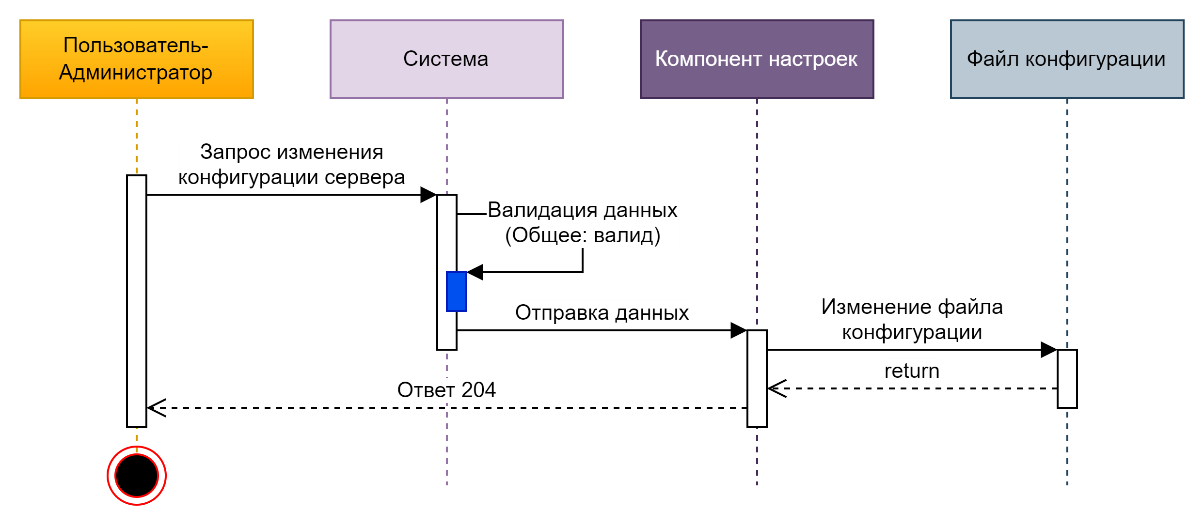 Пользователь-
Администратор
Система
Компонент настроек
Файл конфигурации
Запрос изменения
конфигурации сервера
Валидация данных
(Общее: валид)
Отправка данных
Изменение файла
конфигурации
return
Ответ 204